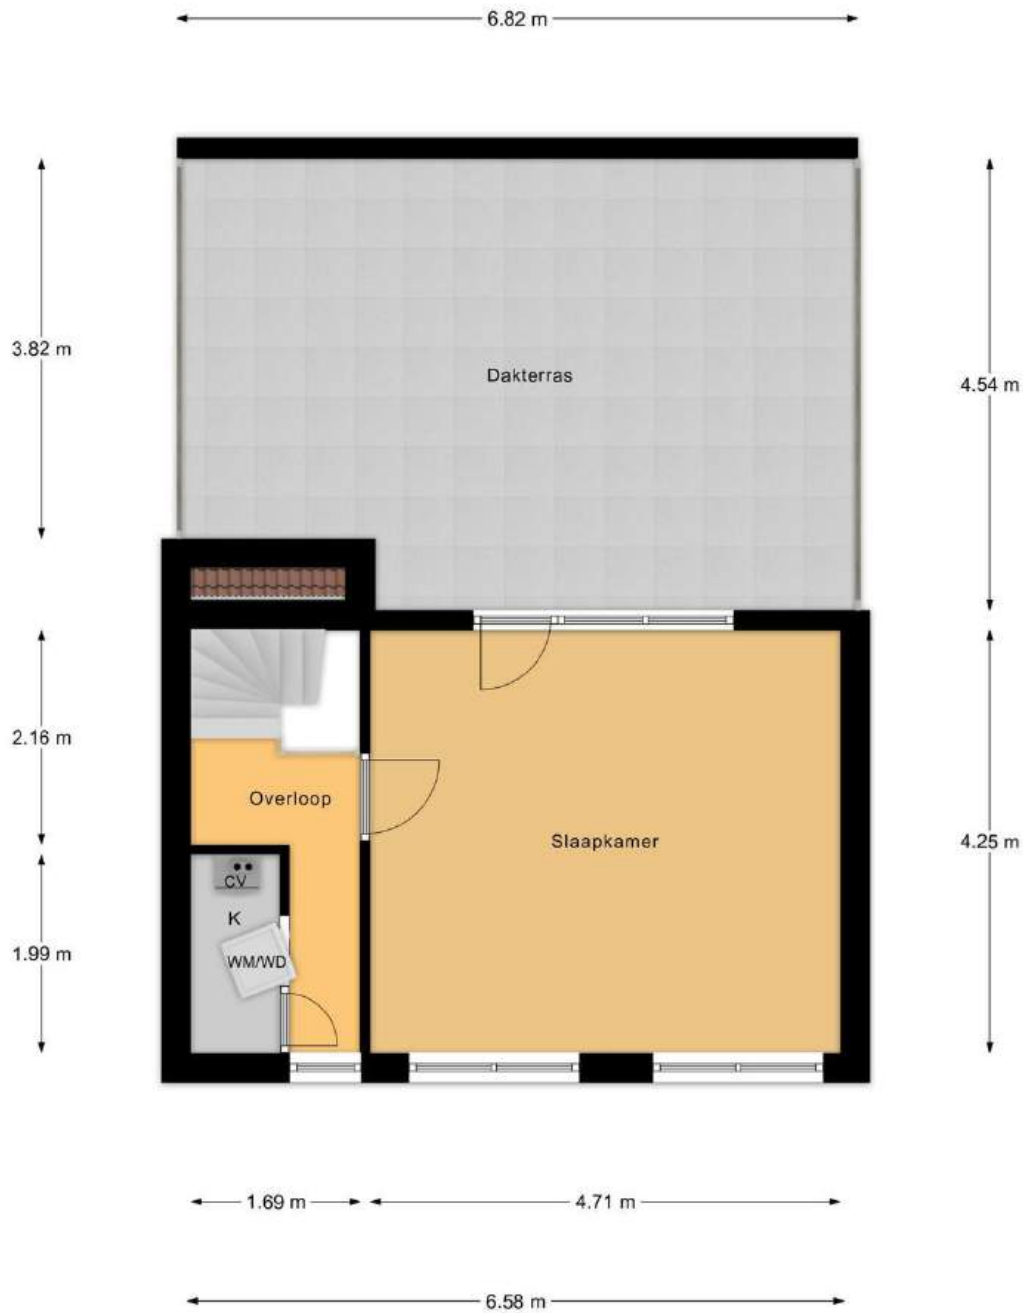 6.82 m
3.82 m
Dakterras
4.54 m
2.16 m
Overloop
Slaapkamer
4.25 m
CV
K
WM/WD
1.99 m
1.69 m
4.71 m
6.58 m